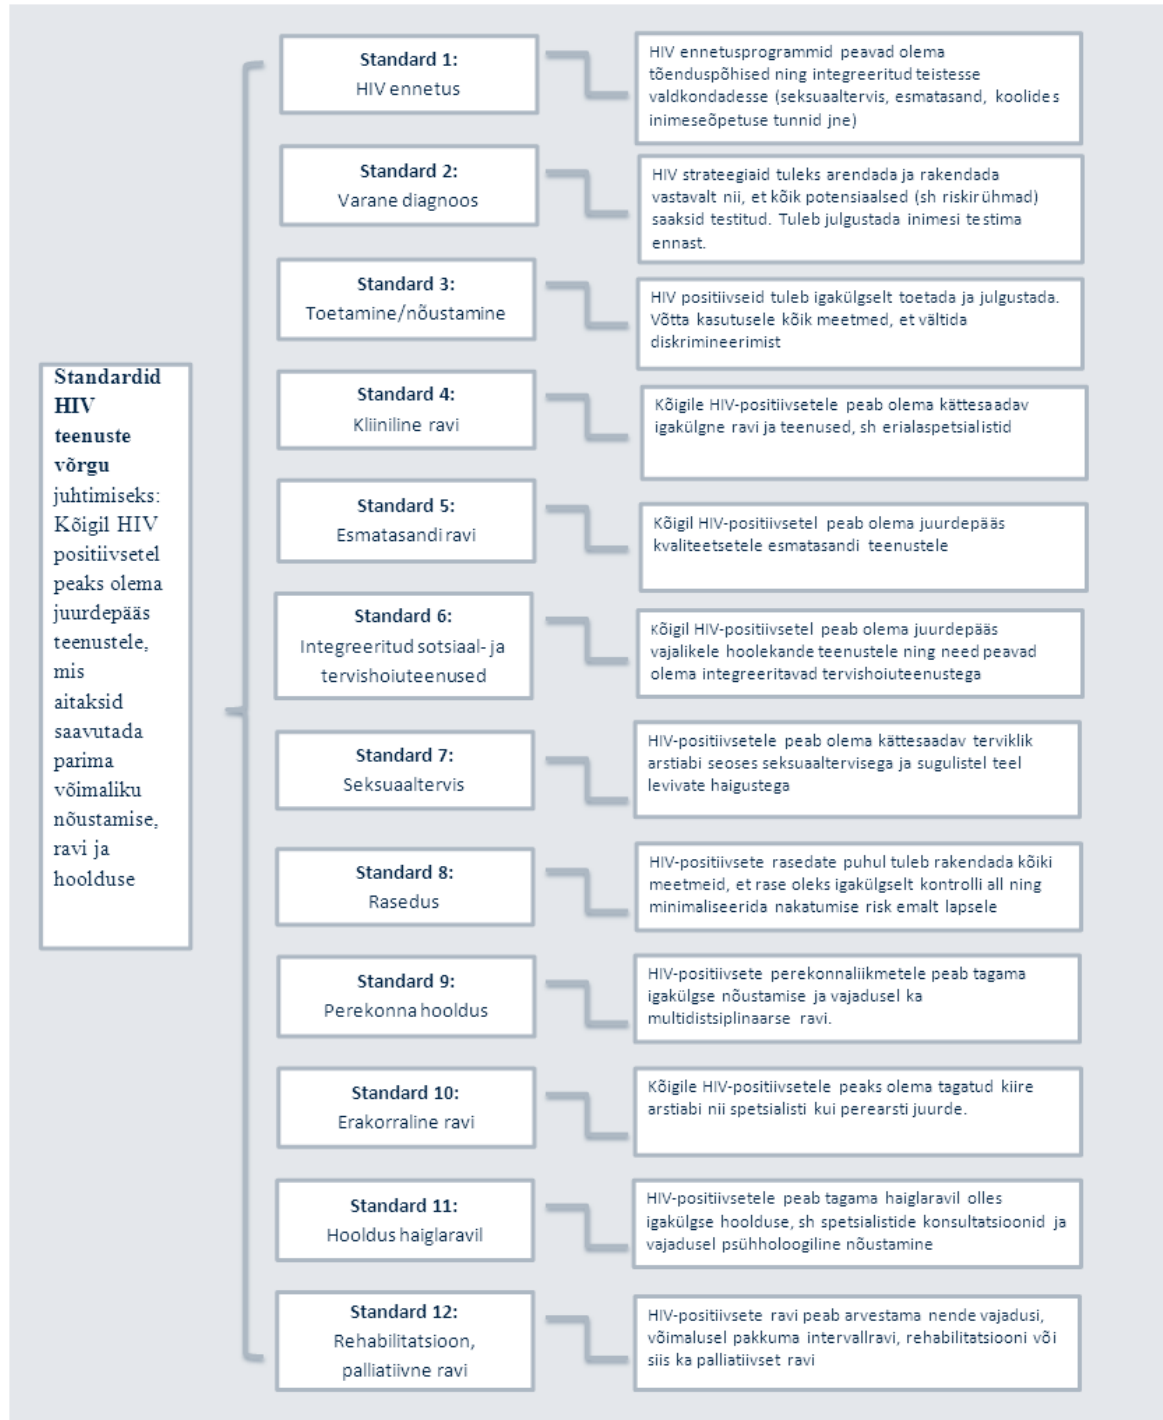 Standardid
HIV
teenuste
võrgu
juhtimiseks:
Kõigil HIV
positiivsetel
peaks olema
juurdepääs
teenustele,
mis
aitaksid
saavutada
parima
võimaliku
nõustamise,
ravi ja
hoolduse
Standard 1:
HIV ennetus
HIV ennetusprogrammid peavad olema
tõenduspõhised ning integreeritud teistesse
valdkondadesse (seksuaaltervis, esmatasand, koolides
inimeseõpetuse tunnid jne)
Standard 2:
Varane diagnoos
HIV strateegiaid tuleks arendada ja rakendada
vastavalt nii, et kõik potensiaalsed (sh riskirühmad)
saaksid testitud. Tuleb julgustada inimesi testima
ennast.
Standard 3:
Toetamine/nõustamine
HIV positiivseid tuleb igakülgselt toetada ja julgustada.
Võtta kasutusele kõik meetmed, et vältida
diskrimineerimist
Standard 4:
Kliiniline ravi
Kõigile HIV-positiivsetele peab olema kättesaadav
igakülgne ravi ja teenused, sh erialaspetsialistid
Standard 5:
Esmatasandi ravi
Kõigil HIV-positiivsetel peab olema juurdepääs
kvaliteetsetele esmatasandi teenustele
Standard 6:
Integreeritud sotsiaal- ja
tervishoiuteenused
Kõigil HIV-positiivsetel peab olema juurdepääs
vajalikele hoolekande teenustele ning need peavad
olema integreeritavad tervishoiuteenustega
Standard 7:
Seksuaaltervis
HIV-positiivsetele peab olema kättesaadav terviklik
arstiabi seoses seksuaaltervisega ja sugulistel teel
levivate haigustega
Standard 8:
Rasedus
HIV-positiivsete rasedate puhul tuleb rakendada kõiki
meetmeid, et rase oleks igakülgselt kontrolli all ning
minimaliseerida nakatumise risk emalt lapsele
Standard 9:
Perekonna hooldus
HIV-positiivsete perekonnaliikmetele peab tagama
igakülgse nõustamise ja vajadusel ka
multidistsiplinaarse ravi.
Standard 10:
Erakorraline ravi
Kõigile HIV-positiivsetele peaks olema tagatud kiire
arstiabi nii spetsialisti kui perearsti juurde.
Standard 11:
Hooldus haiglaravil
HIV-positiivsetele peab tagama haiglaravil olles
igakülgse hoolduse, sh spetsialistide konsultatsioonid ja
vajadusel psühholoogiline nõustamine
Standard 12:
Rehabilitatsioon,
palliatiivne ravi
HIV-positiivsete ravi peab arvestama nende vajadusi,
võimalusel pakkuma intervallravi, rehabilitatsiooni või
siis ka palliatiivset ravi